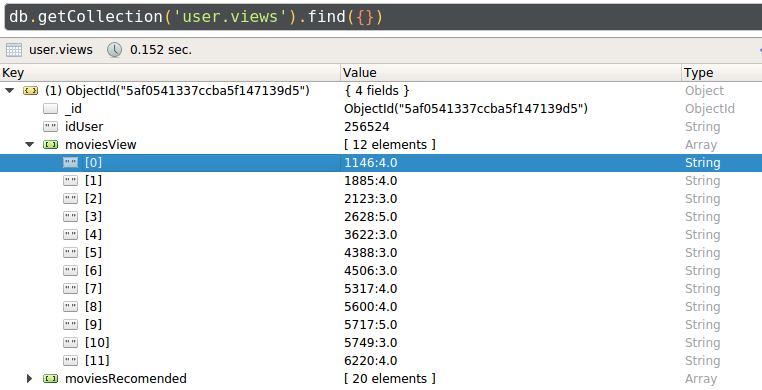 db.getCollection('user.views').find({})
user.views 0.152 sec.
Key Value Type
(1) ObjectId("5af0541337ccba5f147139d5") { 4 fields } Object
_id ObjectId("5af0541337ccba5f147139d5") ObjectId
idUser 256524 String
moviesView [ 12 elements ] Array
[0] 1146:4.0 String
[1] 1885:4.0 String
[2] 2123:3.0 String
[3] 2628:5.0 String
[4] 3622:3.0 String
[5] 4388:3.0 String
[6] 4506:3.0 String
[7] 5317:4.0 String
[8] 5600:4.0 String
[9] 5717:5.0 String
[10] 5749:3.0 String
[11] 6220:4.0 String
moviesRecomended [ 20 elements ] Array